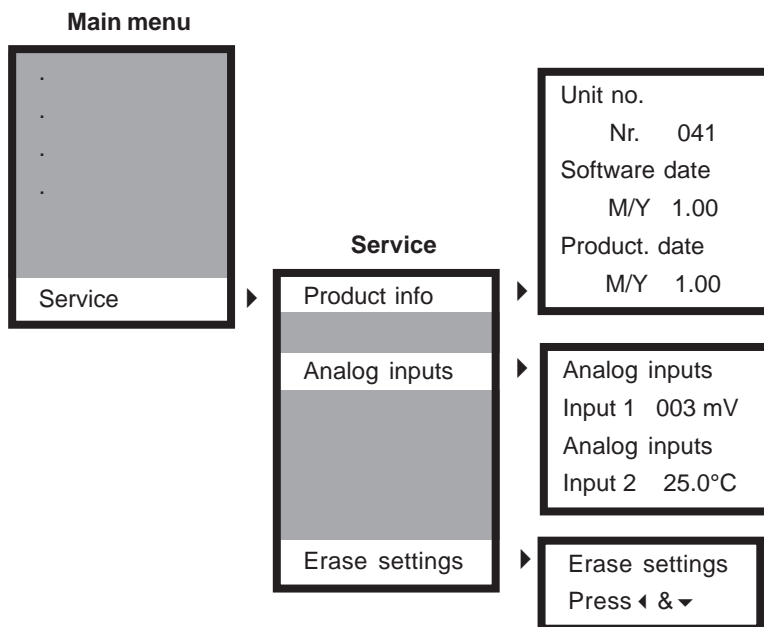 Main menu
.
.
.
.
Service
Service
Product info
Analog inputs
Erase settings
Unit no.
Nr. 041
Software date
M/Y 1.00
Product. date
M/Y 1.00
Analog inputs
Input 1 003 mV
Analog inputs
Input 2 25.0°C
Erase settings
Press ◂ & ▾